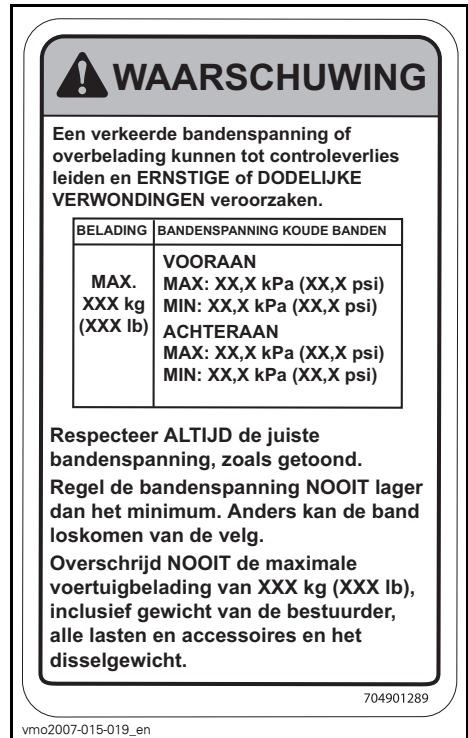 WAARSCHUWING
Een verkeerde bandenspanning of
overbelading kunnen tot controleverlies
leiden en ERNSTIGE of DODELIJKE
VERWONDINGEN veroorzaken.
BELADING BANDENSPANNING KOUDE BANDEN
MAX.
XXX kg
(XXX lb)
VOORAAN
MAX: XX,X kPa (XX,X psi)
MIN: XX,X kPa (XX,X psi)
ACHTERAAN
MAX: XX,X kPa (XX,X psi)
MIN: XX,X kPa (XX,X psi)
Respecteer ALTIJD de juiste
bandenspanning, zoals getoond.
Regel de bandenspanning NOOIT lager
dan het minimum. Anders kan de band
loskomen van de velg.
Overschrijd NOOIT de maximale
voertuigbelading van XXX kg (XXX lb),
inclusief gewicht van de bestuurder,
alle lasten en accessoires en het
disselgewicht.
704901289
vmo2007-015-019_en